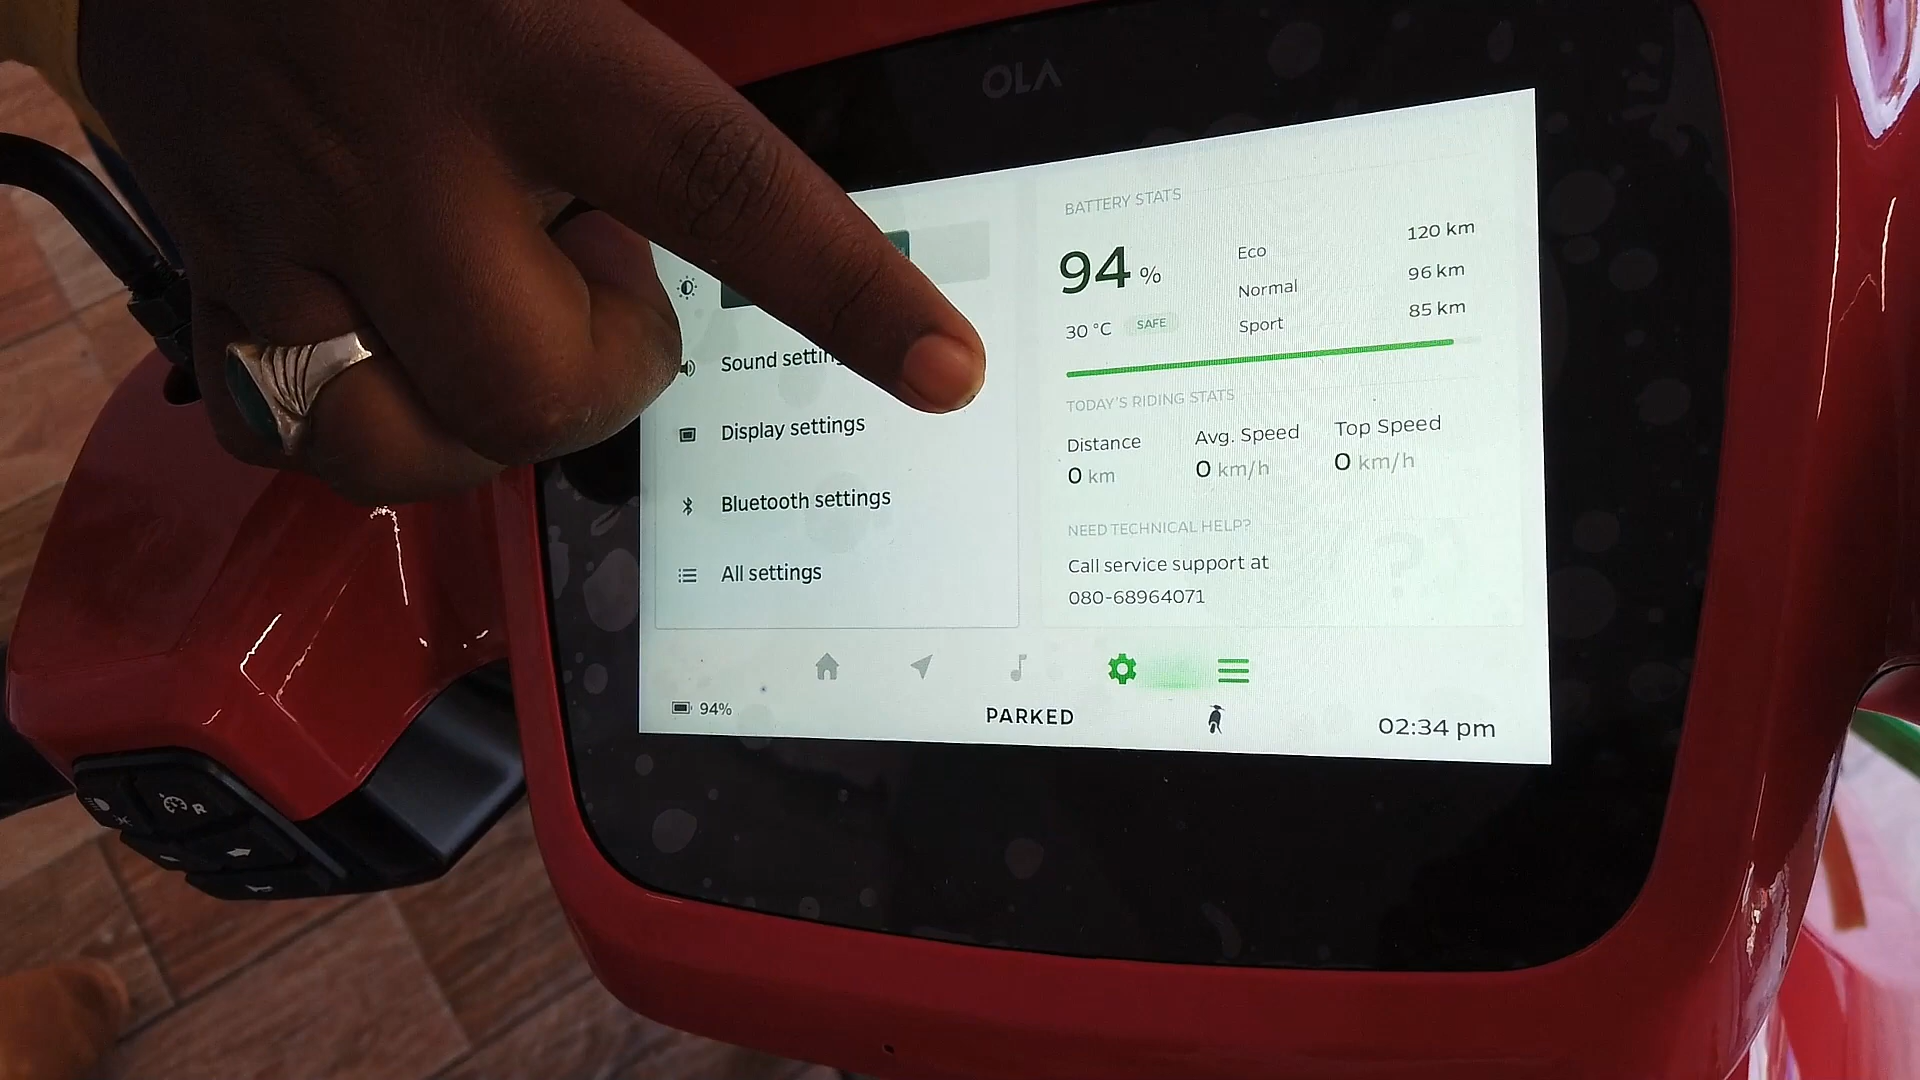 OLA
Sound
Display settings
Bluetooth settings
All settings
BATTERY STATS
94 %
30 °C SAFE
Eco 120 km
Normal 96 km
Sport 85 km
TODAY'S RIDING STATS
Distance Avg. Speed Top Speed
0 km 0 km/h 0 km/h
NEED TECHNICAL HELP?
Call service support at
080-68964071
94% PARKED 02:34 pm
R